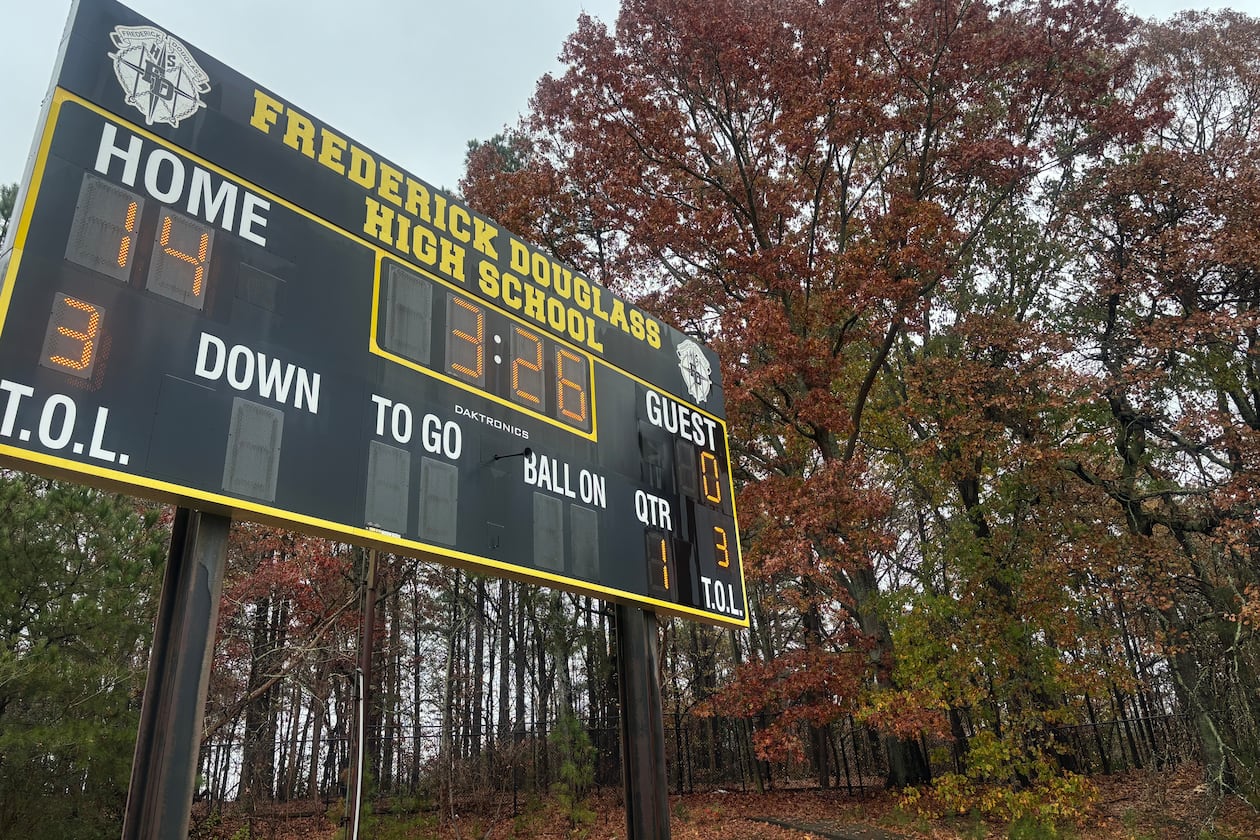 FREDERICK DOUGLASS
HIGH SCHOOL
HOME
14
3:26
GUEST
0
3
T.O.L.
DOWN
TO GO
DAKTRONICS
BALL ON
QTR
1
3
T.O.L.